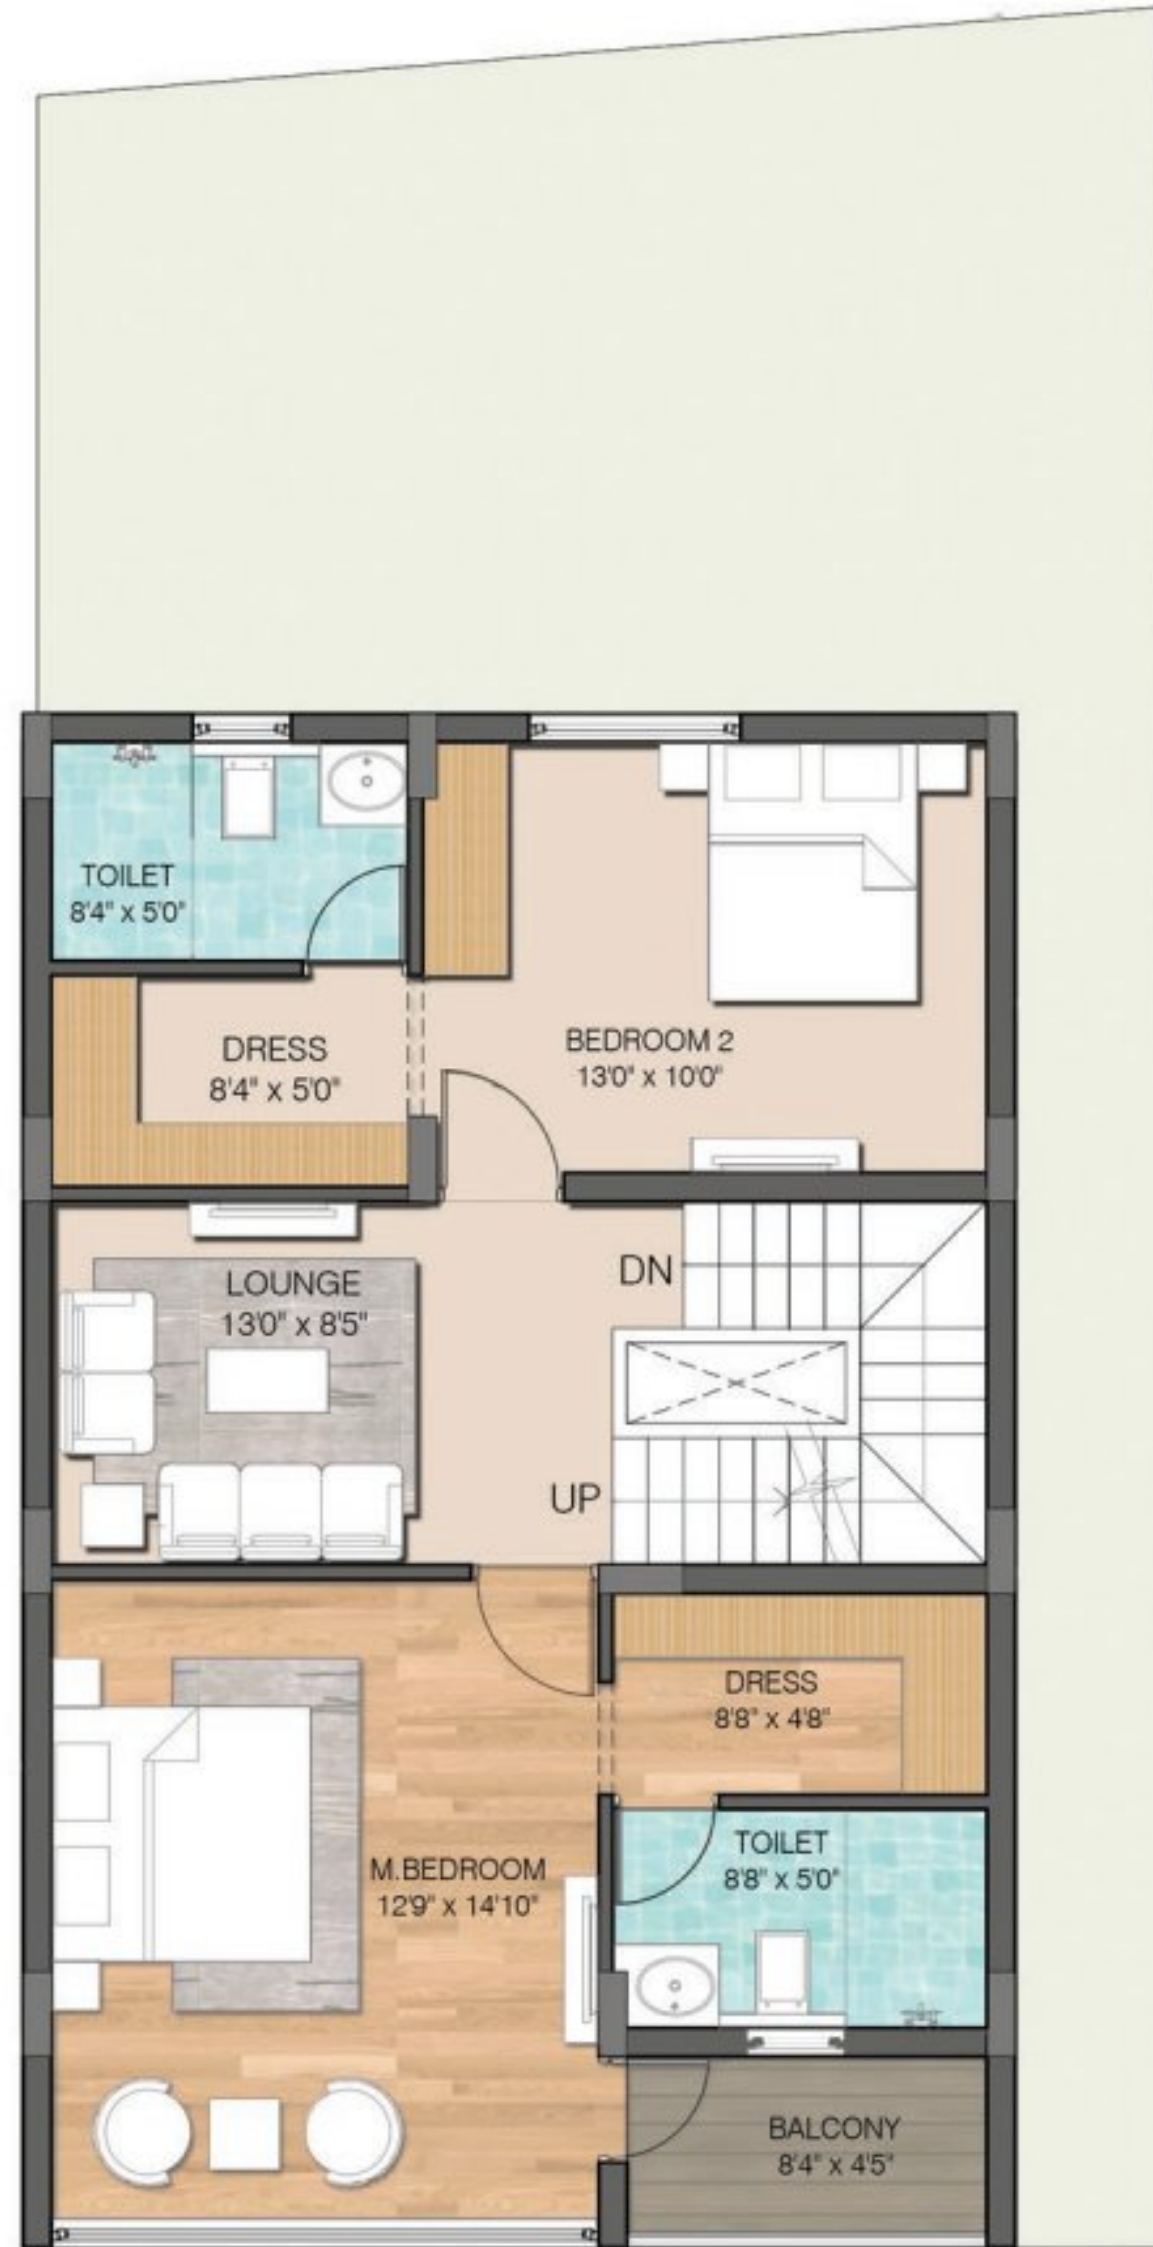 TOILET
8'4" x 5'0"
DRESS
8'4" x 5'0"
BEDROOM 2
13'0" x 10'0"
LOUNGE
13'0" x 8'5"
DN
UP
DRESS
8'8" x 4'8"
TOILET
8'8" x 5'0"
M.BEDROOM
12'9" x 14'10"
BALCONY
8'4" x 4'5"